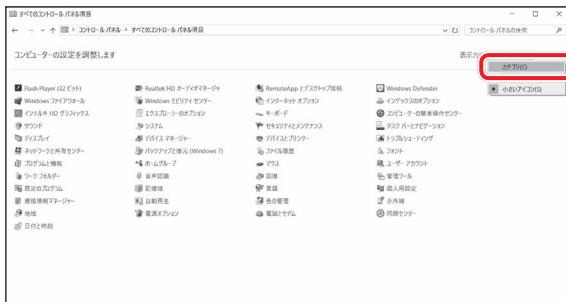 すべてのコントロール パネル項目
コントロール パネル > すべてのコントロール パネル項目
コントロール パネルの検索
コンピューターの設定を調整します
表示方
カテゴリ(C)
小さいアイコン(S)
Flash Player (32 ビット)
Realtek HD オーディオマネージャ
RemoteApp とデスクトップ接続
Windows Defender
Windows ファイアウォール
Windows モビリティ センター
インターネット オプション
インデックスのオプション
インテル® HD グラフィックス
エクスプローラーのオプション
キーボード
コンピューターの簡単操作センター
サウンド
システム
セキュリティとメンテナンス
タスク バーとナビゲーション
ディスプレイ
デバイス マネージャー
デバイスとプリンター
トラブルシューティング
ネットワークと共有センター
バックアップと復元 (Windows 7)
ファイル履歴
フォント
プログラムと機能
ホームグループ
マウス
ユーザー アカウント
ワーク フォルダー
音声認識
回復
管理ツール
既定のプログラム
記憶域
言語
個人用設定
資格情報マネージャー
自動再生
色の管理
赤外線
地域
電源オプション
電話とモデム
同期センター
日付と時刻